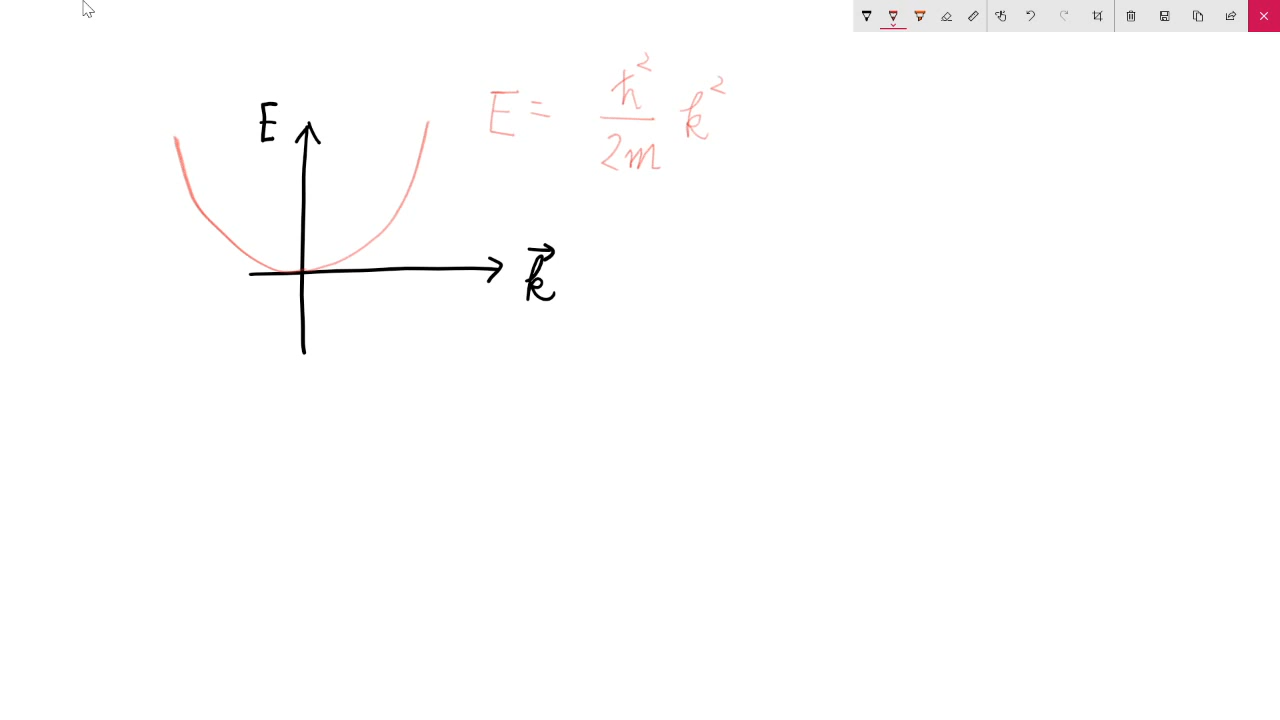 E
E = ħ² / 2m k²
k⃗